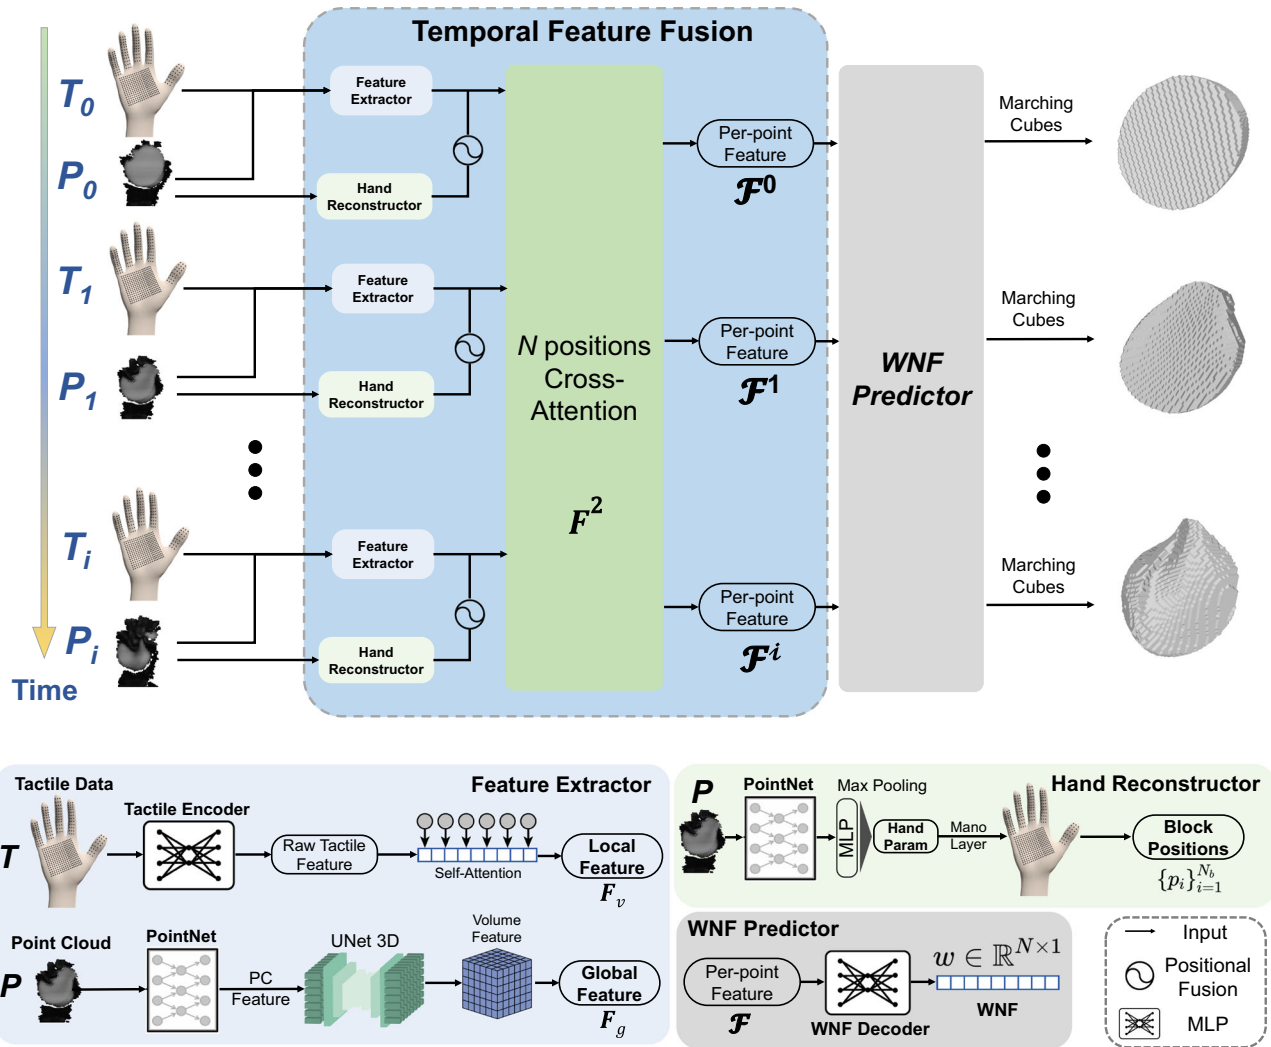 Temporal Feature Fusion
T0
P0
Feature
Extractor
Hand
Reconstructor
Per-point
Feature
𝓕⁰
Marching
Cubes
T1
P1
Feature
Extractor
Hand
Reconstructor
N positions
Cross-
Attention
F²
Per-point
Feature
𝓕¹
WNF
Predictor
Marching
Cubes
Ti
Pi
Time
Feature
Extractor
Hand
Reconstructor
Per-point
Feature
𝓕ⁱ
Marching
Cubes
Feature Extractor
Tactile Data
T
Tactile Encoder
Raw Tactile
Feature
Self-Attention
Local
Feature
F_v
Point Cloud
P
PointNet
PC
Feature
UNet 3D
Volume
Feature
Global
Feature
F_g
Hand Reconstructor
P
PointNet
Max Pooling
MLP
Hand
Param
Mano
Layer
Block
Positions
{p_i}_{i=1}^{N_b}
WNF Predictor
Per-point
Feature
𝓕
WNF Decoder
w ∈ ℝ^{N×1}
WNF
Input
Positional
Fusion
MLP